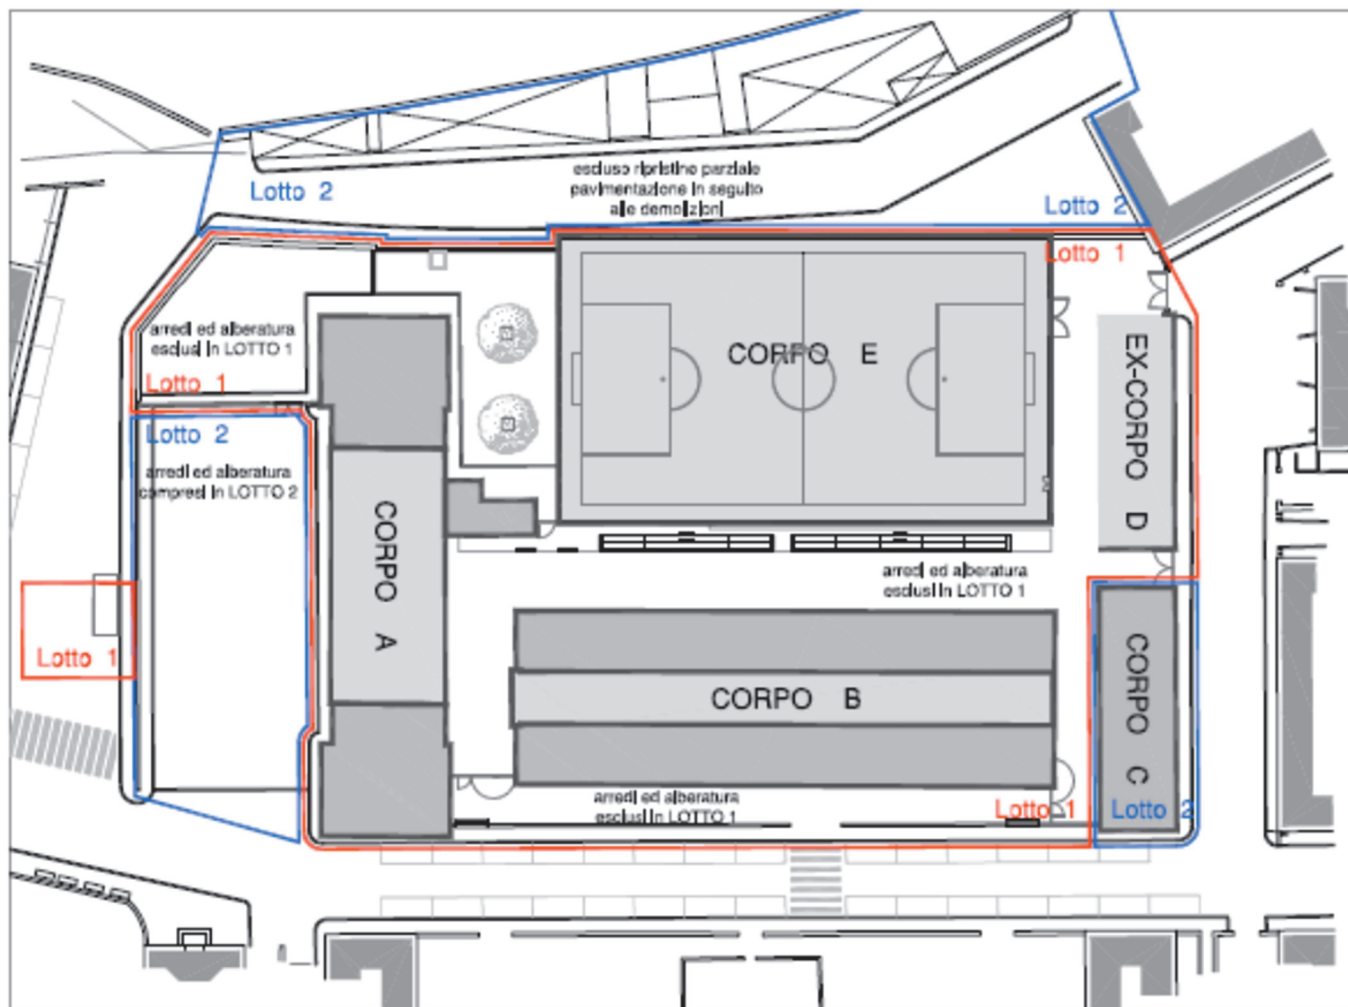 escluso ripristino parziale
pavimentazione in seguito
alle demolizioni
Lotto 2
Lotto 2
Lotto 1
arredi ed alberatura
esclusi in LOTTO 1
Lotto 1
Lotto 2
arredi ed alberatura
compresi in LOTTO 2
CORPO E
EX-CORPO D
CORPO A
arredi ed alberatura
esclusi in LOTTO 1
Lotto 1
CORPO B
CORPO C
arredi ed alberatura
esclusi in LOTTO 1
Lotto 1
Lotto 2